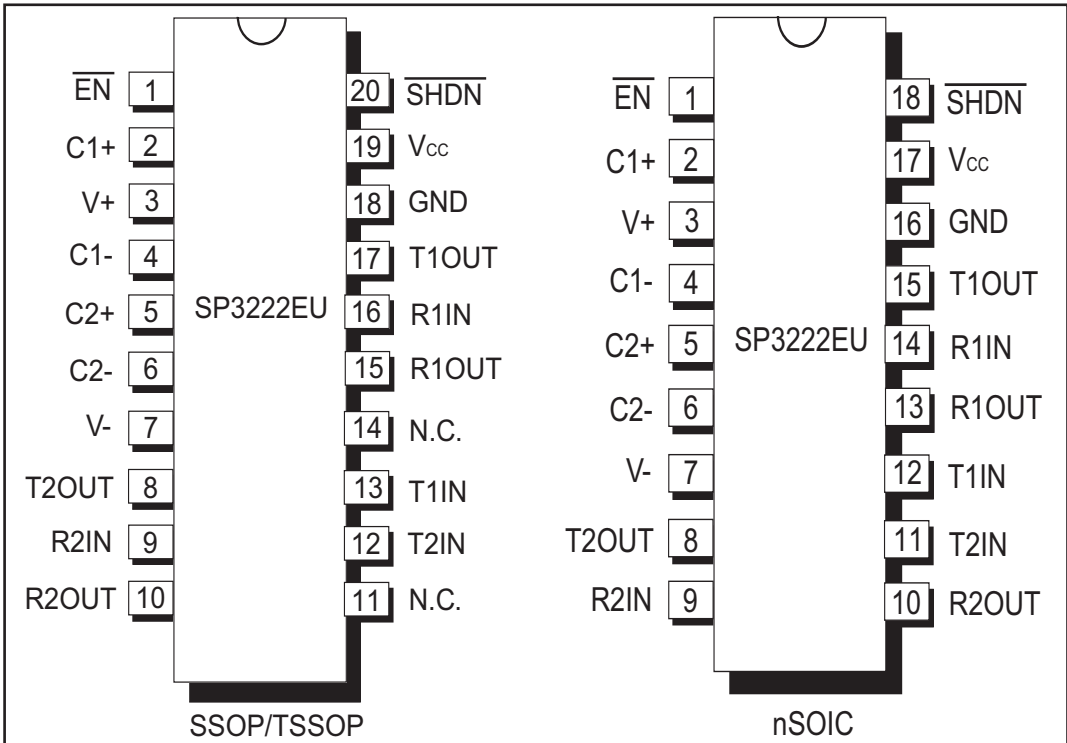 EN 1 20 SHDN
C1+ 2 19 Vcc
V+ 3 18 GND
C1- 4 17 T1OUT
C2+ 5 SP3222EU 16 R1IN
C2- 6 15 R1OUT
V- 7 14 N.C.
T2OUT 8 13 T1IN
R2IN 9 12 T2IN
R2OUT 10 11 N.C.
SSOP/TSSOP
EN 1 18 SHDN
C1+ 2 17 Vcc
V+ 3 16 GND
C1- 4 15 T1OUT
C2+ 5 SP3222EU 14 R1IN
C2- 6 13 R1OUT
V- 7 12 T1IN
T2OUT 8 11 T2IN
R2IN 9 10 R2OUT
nSOIC